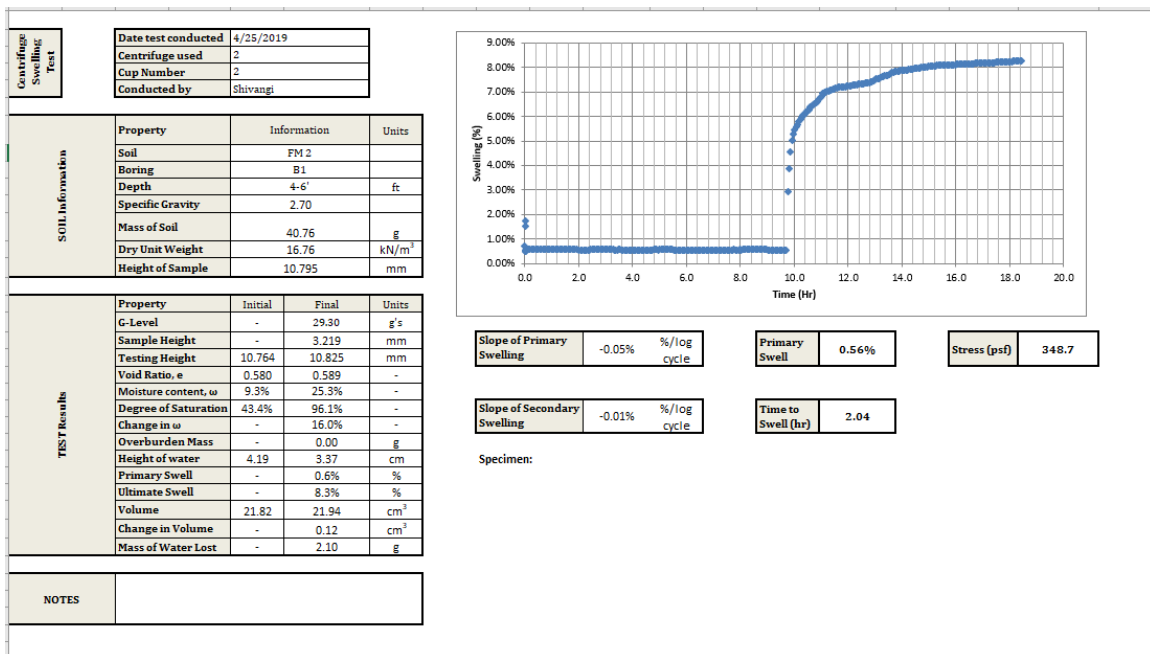 Centrifuge
Swelling
Test
Date test conducted 4/25/2019
Centrifuge used 2
Cup Number 2
Conducted by Shivangi
SOIL Information
Property Information Units
Soil FM 2
Boring B1
Depth 4-6' ft
Specific Gravity 2.70
Mass of Soil 40.76 g
Dry Unit Weight 16.76 kN/m³
Height of Sample 10.795 mm
TEST Results
Property Initial Final Units
G-Level - 29.30 g's
Sample Height - 3.219 mm
Testing Height 10.764 10.825 mm
Void Ratio, e 0.580 0.589 -
Moisture content, ω 9.3% 25.3% -
Degree of Saturation 43.4% 96.1% -
Change in ω - 16.0% -
Overburden Mass - 0.00 g
Height of water 4.19 3.37 cm
Primary Swell - 0.6% %
Ultimate Swell - 8.3% %
Volume 21.82 21.94 cm³
Change in Volume - 0.12 cm³
Mass of Water Lost - 2.10 g
NOTES
9.00%
8.00%
7.00%
6.00%
5.00%
4.00%
3.00%
2.00%
1.00%
0.00%
Swelling (%)
0.0 2.0 4.0 6.0 8.0 10.0 12.0 14.0 16.0 18.0 20.0
Time (Hr)
Slope of Primary
Swelling
-0.05%
%/log
cycle
Primary
Swell
0.56%
Stress (psf)
348.7
Slope of Secondary
Swelling
-0.01%
%/log
cycle
Time to
Swell (hr)
2.04
Specimen: